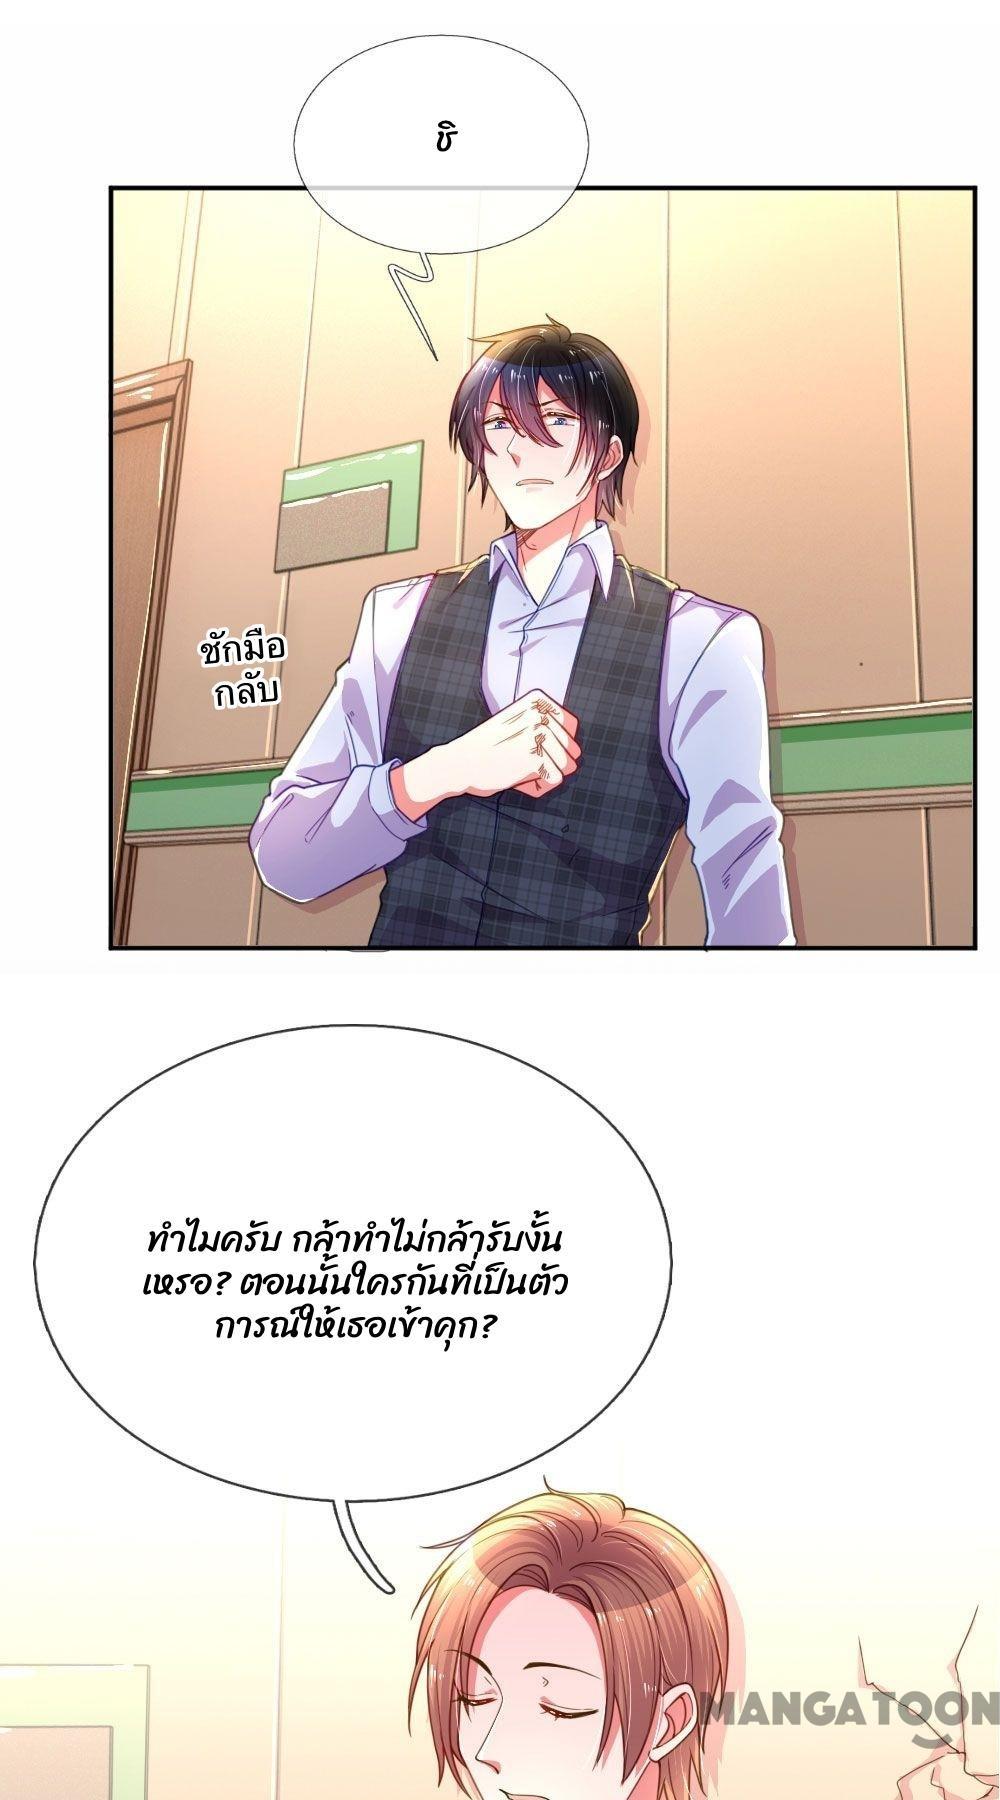 ชิ
ชักมือ
กลับ
ทำไมครับ กล้าทำไม่กล้ารับงั้น
เหรอ? ตอนนั้นใครกันที่เป็นตัว
การณ์ให้เธอเข้าคุก?
MANGATOON